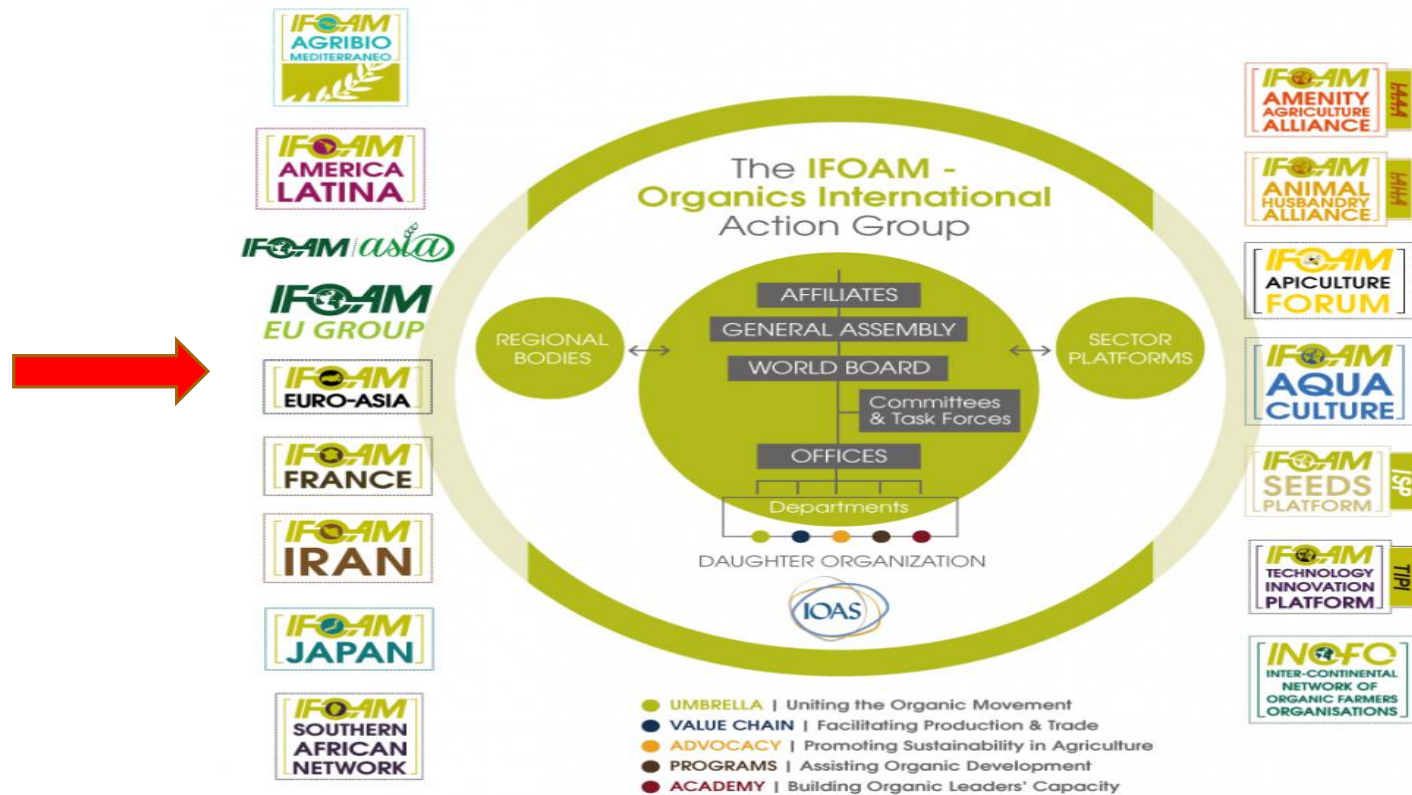 IFOAM
AGRIBIO
MEDITERRANEO
IFOAM
AMERICA
LATINA
IFOAM asia
IFOAM
EU GROUP
IFOAM
EURO-ASIA
IFOAM
FRANCE
IFOAM
IRAN
IFOAM
JAPAN
IFOAM
SOUTHERN
AFRICAN
NETWORK
The IFOAM -
Organics International
Action Group
REGIONAL
BODIES
AFFILIATES
GENERAL ASSEMBLY
WORLD BOARD
Committees
& Task Forces
OFFICES
Departments
SECTOR
PLATFORMS
DAUGHTER ORGANIZATION
IOAS
UMBRELLA | Uniting the Organic Movement
VALUE CHAIN | Facilitating Production & Trade
ADVOCACY | Promoting Sustainability in Agriculture
PROGRAMS | Assisting Organic Development
ACADEMY | Building Organic Leaders' Capacity
IFOAM
AMENITY
AGRICULTURE
ALLIANCE
IFOAM
ANIMAL
HUSBANDRY
ALLIANCE
IFOAM
APICULTURE
FORUM
IFOAM
AQUA
CULTURE
IFOAM
SEEDS
PLATFORM
ISP
IFOAM
TECHNOLOGY
INNOVATION
PLATFORM
TIPI
INOFO
INTER-CONTINENTAL
NETWORK OF
ORGANIC FARMERS
ORGANISATIONS